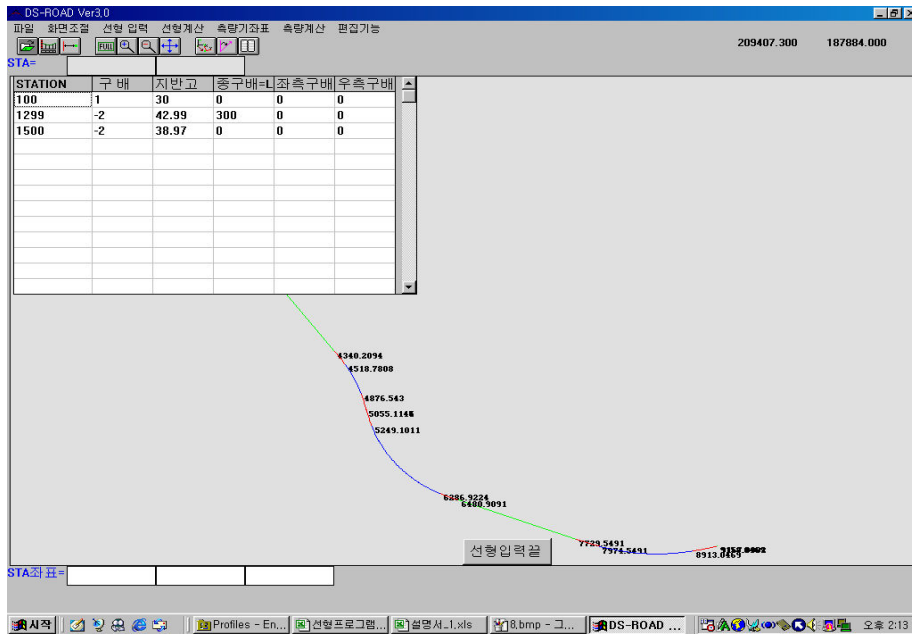 DS-ROAD Ver3.0
파일 화면조절 선형 입력 선형계산 측량기좌표 측량계산 편집기능
FULL
209407.300 187884.000
STA=
STATION 구 배 지반고 종구배=L 좌측구배 우측구배
100 1 30 0 0 0
1299 -2 42.99 300 0 0
1500 -2 38.97 0 0 0
4340.2094
4518.7808
4876.543
5249.1011
6286.9224
6480.9091
선형입력끝
7729.5491
7974.5491
8913.0469
STA좌표=
시작 Profiles - En... 선형프로그램... 설명서_1.xls 8.bmp - 그... DS-ROAD ... 오후 2:13